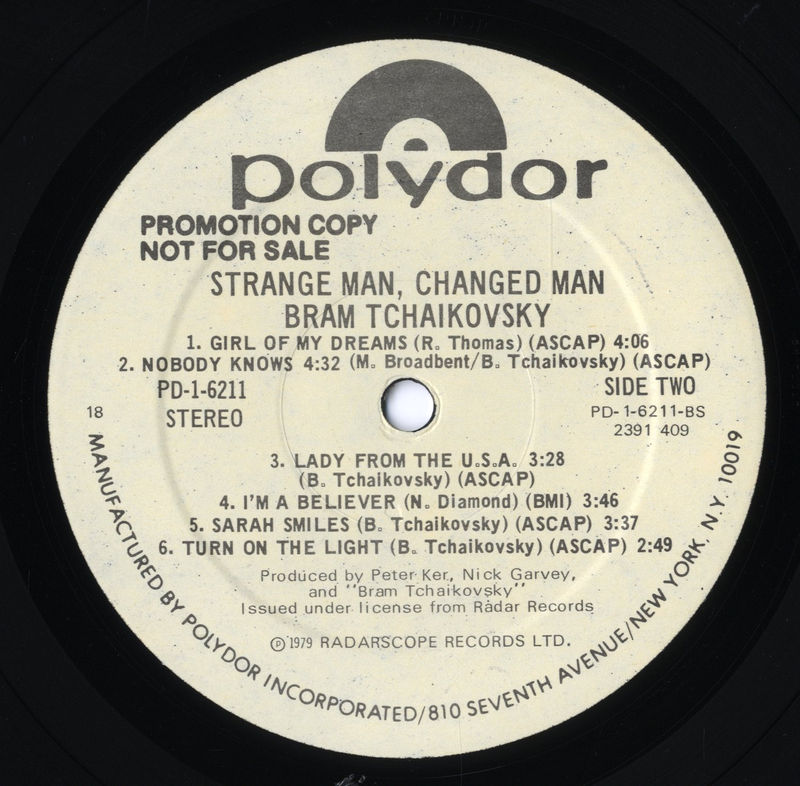 polydor
PROMOTION COPY
NOT FOR SALE
STRANGE MAN, CHANGED MAN
BRAM TCHAIKOVSKY
1. GIRL OF MY DREAMS (R. Thomas) (ASCAP) 4:06
2. NOBODY KNOWS 4:32 (M. Broadbent/B. Tchaikovsky) (ASCAP)
PD-1-6211
STEREO
SIDE TWO
PD-1-6211-BS
2391 409
18
3. LADY FROM THE U.S.A. 3:28
(B. Tchaikovsky) (ASCAP)
4. I'M A BELIEVER (N. Diamond) (BMI) 3:46
5. SARAH SMILES (B. Tchaikovsky) (ASCAP) 3:37
6. TURN ON THE LIGHT (B. Tchaikovsky) (ASCAP) 2:49
Produced by Peter Ker, Nick Garvey,
and "Bram Tchaikovsky"
Issued under license from Radar Records
℗ 1979 RADARSCOPE RECORDS LTD.
MANUFACTURED BY POLYDOR INCORPORATED/810 SEVENTH AVENUE/NEW YORK, N.Y. 10019